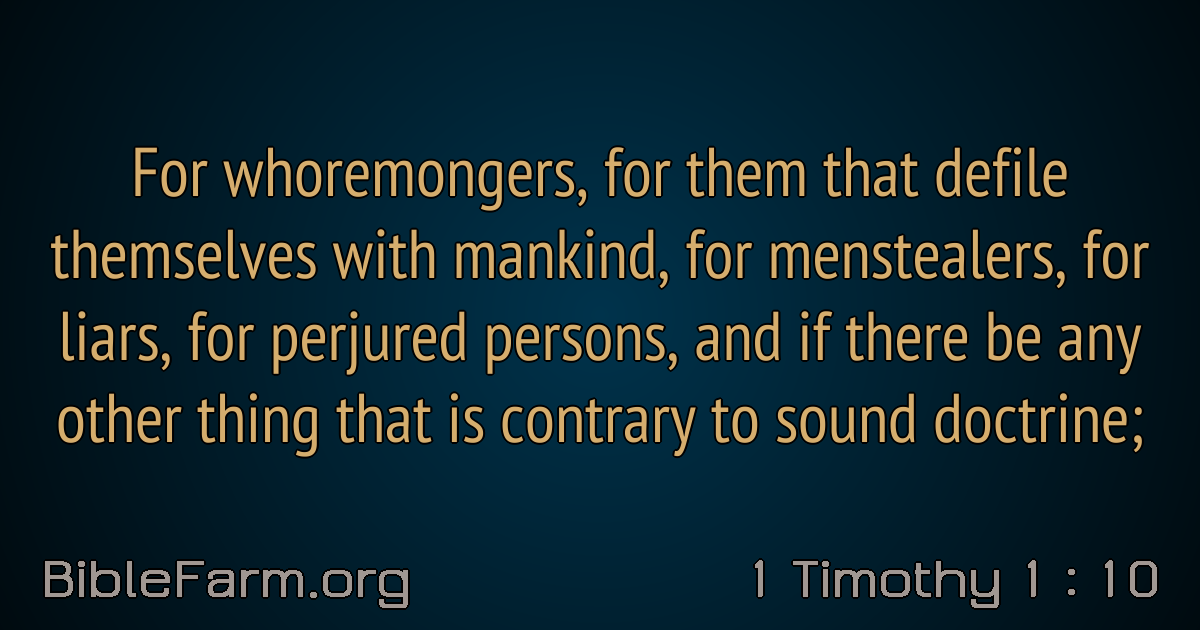 For whoremongers, for them that defile
themselves with mankind, for menstealers, for
liars, for perjured persons, and if there be any
other thing that is contrary to sound doctrine;
BibleFarm.org
1 Timothy 1 : 10